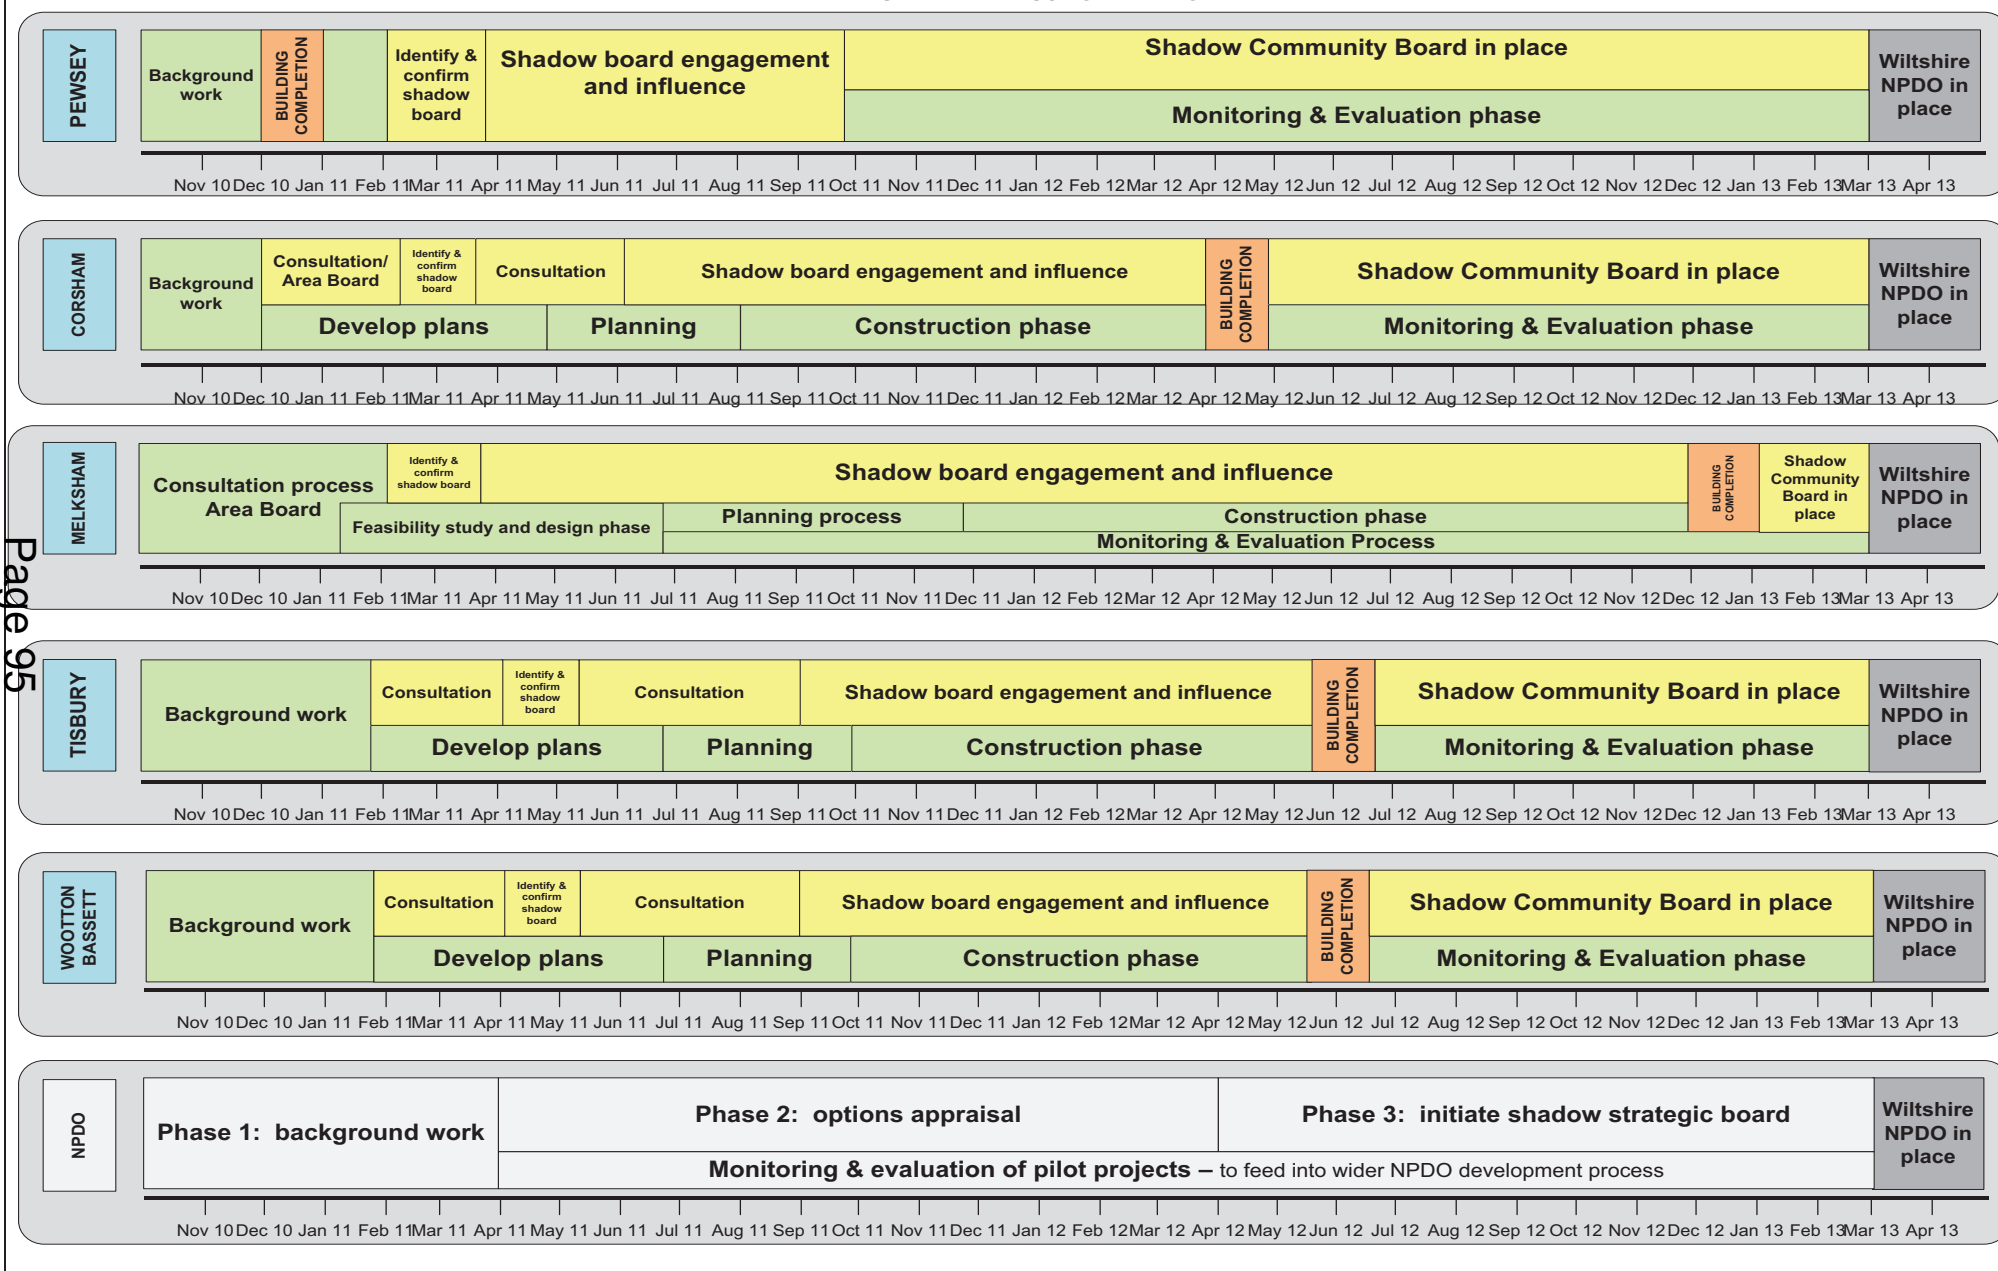 PEWSEY
Background
work
BUILDING
COMPLETION
Identify &
confirm
shadow
board
Shadow board engagement
and influence
Shadow Community Board in place
Monitoring & Evaluation phase
Wiltshire
NPDO in
place
Nov 10 Dec 10 Jan 11 Feb 11 Mar 11 Apr 11 May 11 Jun 11 Jul 11 Aug 11 Sep 11 Oct 11 Nov 11 Dec 11 Jan 12 Feb 12 Mar 12 Apr 12 May 12 Jun 12 Jul 12 Aug 12 Sep 12 Oct 12 Nov 12 Dec 12 Jan 13 Feb 13 Mar 13 Apr 13
CORSHAM
Background
work
Consultation/
Area Board
Identify &
confirm
shadow
board
Consultation
Shadow board engagement and influence
Develop plans
Planning
Construction phase
BUILDING
COMPLETION
Shadow Community Board in place
Monitoring & Evaluation phase
Wiltshire
NPDO in
place
Nov 10 Dec 10 Jan 11 Feb 11 Mar 11 Apr 11 May 11 Jun 11 Jul 11 Aug 11 Sep 11 Oct 11 Nov 11 Dec 11 Jan 12 Feb 12 Mar 12 Apr 12 May 12 Jun 12 Jul 12 Aug 12 Sep 12 Oct 12 Nov 12 Dec 12 Jan 13 Feb 13 Mar 13 Apr 13
MELKSHAM
Consultation process
Area Board
Identify &
confirm
shadow board
Shadow board engagement and influence
Feasibility study and design phase
Planning process
Construction phase
Monitoring & Evaluation Process
BUILDING
COMPLETION
Shadow
Community
Board in
place
Wiltshire
NPDO in
place
Nov 10 Dec 10 Jan 11 Feb 11 Mar 11 Apr 11 May 11 Jun 11 Jul 11 Aug 11 Sep 11 Oct 11 Nov 11 Dec 11 Jan 12 Feb 12 Mar 12 Apr 12 May 12 Jun 12 Jul 12 Aug 12 Sep 12 Oct 12 Nov 12 Dec 12 Jan 13 Feb 13 Mar 13 Apr 13
Page 95
TISBURY
Background work
Consultation
Identify &
confirm
shadow
board
Consultation
Shadow board engagement and influence
Develop plans
Planning
Construction phase
BUILDING
COMPLETION
Shadow Community Board in place
Monitoring & Evaluation phase
Wiltshire
NPDO in
place
Nov 10 Dec 10 Jan 11 Feb 11 Mar 11 Apr 11 May 11 Jun 11 Jul 11 Aug 11 Sep 11 Oct 11 Nov 11 Dec 11 Jan 12 Feb 12 Mar 12 Apr 12 May 12 Jun 12 Jul 12 Aug 12 Sep 12 Oct 12 Nov 12 Dec 12 Jan 13 Feb 13 Mar 13 Apr 13
WOOTTON
BASSETT
Background work
Consultation
Identify &
confirm
shadow
board
Consultation
Shadow board engagement and influence
Develop plans
Planning
Construction phase
BUILDING
COMPLETION
Shadow Community Board in place
Monitoring & Evaluation phase
Wiltshire
NPDO in
place
Nov 10 Dec 10 Jan 11 Feb 11 Mar 11 Apr 11 May 11 Jun 11 Jul 11 Aug 11 Sep 11 Oct 11 Nov 11 Dec 11 Jan 12 Feb 12 Mar 12 Apr 12 May 12 Jun 12 Jul 12 Aug 12 Sep 12 Oct 12 Nov 12 Dec 12 Jan 13 Feb 13 Mar 13 Apr 13
NPDO
Phase 1: background work
Phase 2: options appraisal
Phase 3: initiate shadow strategic board
Monitoring & evaluation of pilot projects – to feed into wider NPDO development process
Wiltshire
NPDO in
place
Nov 10 Dec 10 Jan 11 Feb 11 Mar 11 Apr 11 May 11 Jun 11 Jul 11 Aug 11 Sep 11 Oct 11 Nov 11 Dec 11 Jan 12 Feb 12 Mar 12 Apr 12 May 12 Jun 12 Jul 12 Aug 12 Sep 12 Oct 12 Nov 12 Dec 12 Jan 13 Feb 13 Mar 13 Apr 13